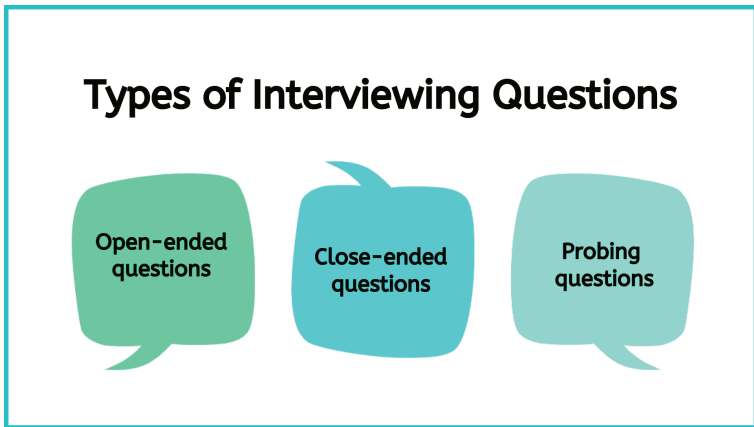 Types of Interviewing Questions
Open-ended
questions
Close-ended
questions
Probing
questions